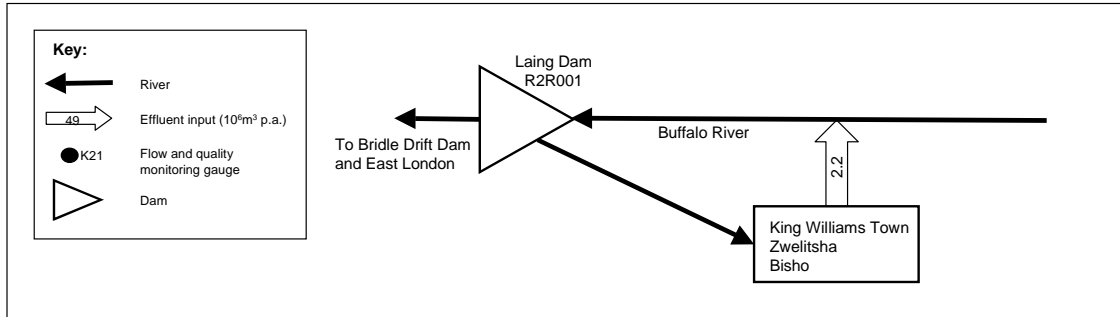 Key:
River
49
Effluent input (10⁶m³ p.a.)
K21
Flow and quality
monitoring gauge
Dam
Laing Dam
R2R001
To Bridle Drift Dam
and East London
Buffalo River
2.2
King Williams Town
Zwelitsha
Bisho